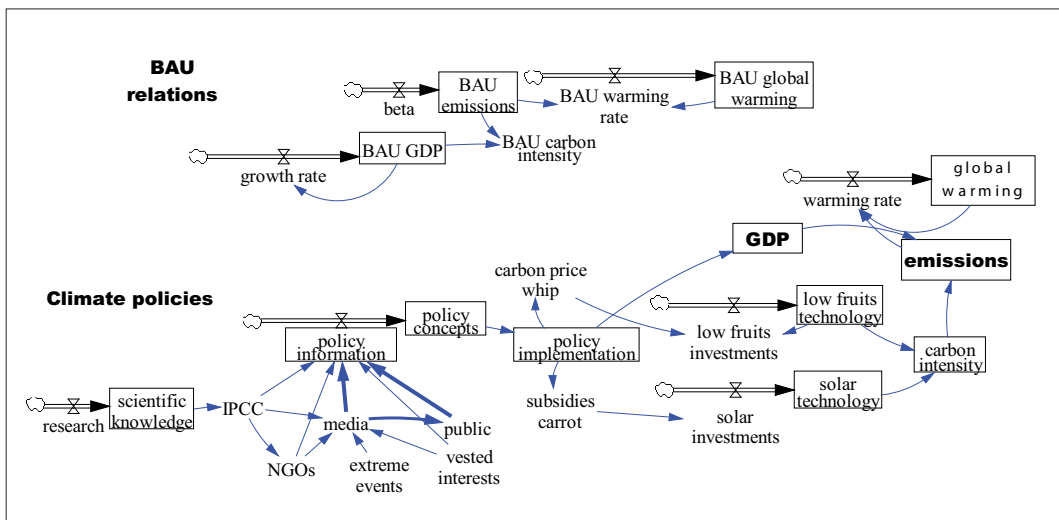 BAU
relations
beta
BAU
emissions
BAU warming
rate
BAU global
warming
BAU GDP
growth rate
BAU carbon
intensity
global
warming
warming rate
GDP
emissions
Climate policies
carbon price
whip
policy
concepts
policy
information
policy
implementation
low fruits
technology
low fruits
investments
carbon
intensity
scientific
knowledge
research
IPCC
media
public
subsidies
carrot
solar
technology
solar
investments
NGOs
extreme
events
vested
interests